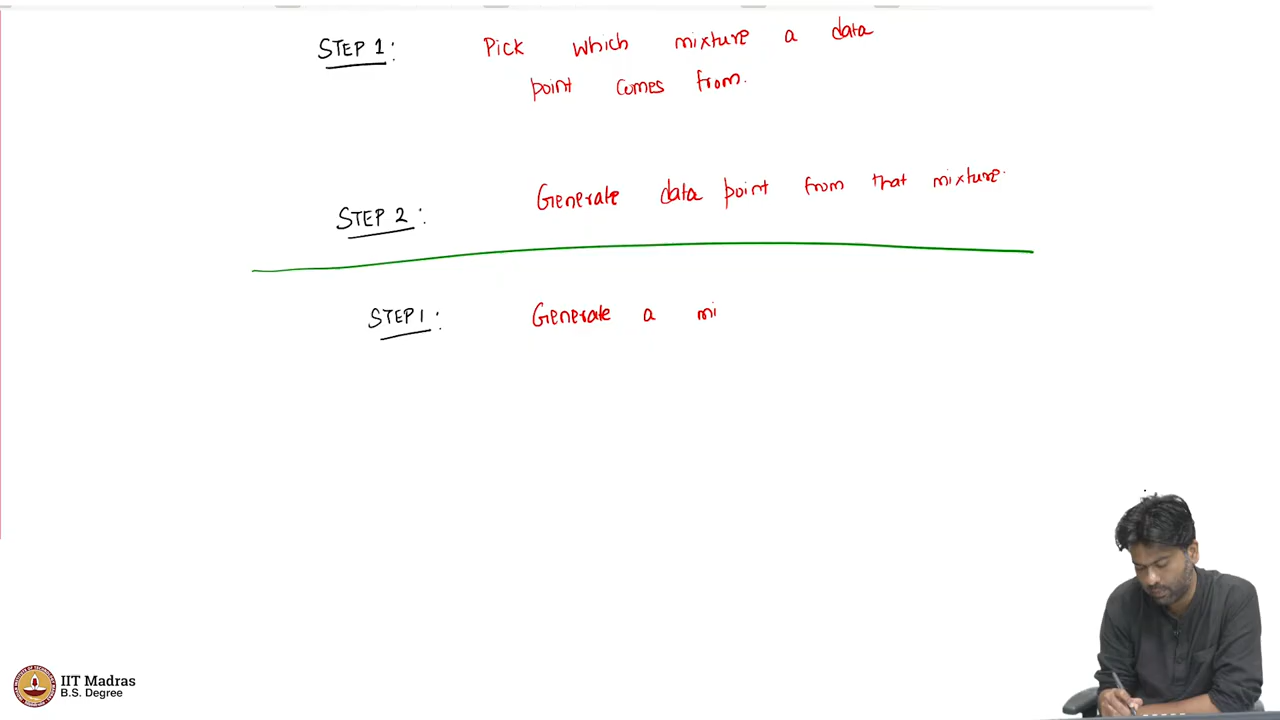 STEP 1: Pick which mixture a data
point comes from.
STEP 2: Generate data point from that mixture.
STEP 1: Generate a mi
IIT Madras
B.S. Degree